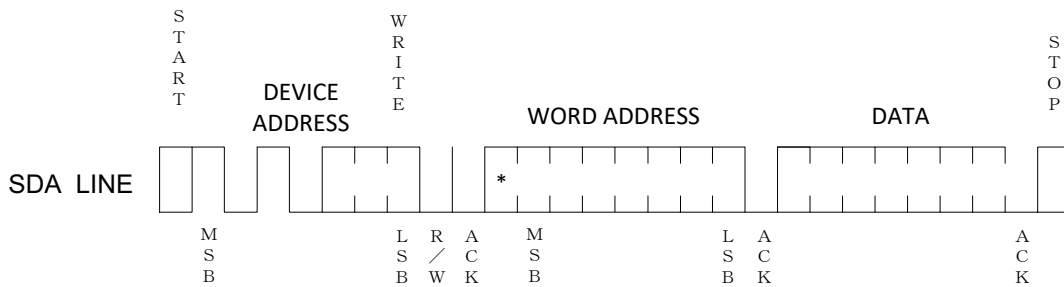 START
WRITE
STOP
DEVICE
ADDRESS
WORD ADDRESS
DATA
SDA LINE
*
MSB
LSB
R/W
ACK
MSB
LSB
ACK
ACK